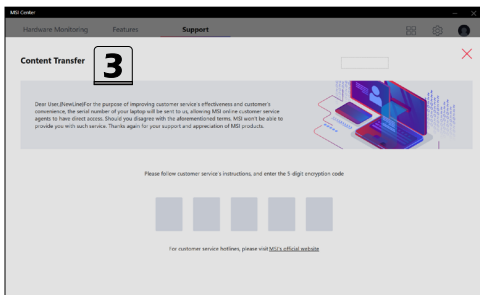 MSI Center
Hardware Monitoring Features Support
Content Transfer
3
Dear User,(NewLine)For the purpose of improving customer service's effectiveness and customer's
convenience, the serial number of your laptop will be sent to us, allowing MSI online customer service
agents to have direct access. Should you disagree with the aforementioned terms, MSI won't be able to
provide you with such service. Thanks again for your support and appreciation of MSI products.
Please follow customer service's instructions, and enter the 5-digit encryption code
For customer service hotlines, please visit MSI's official website